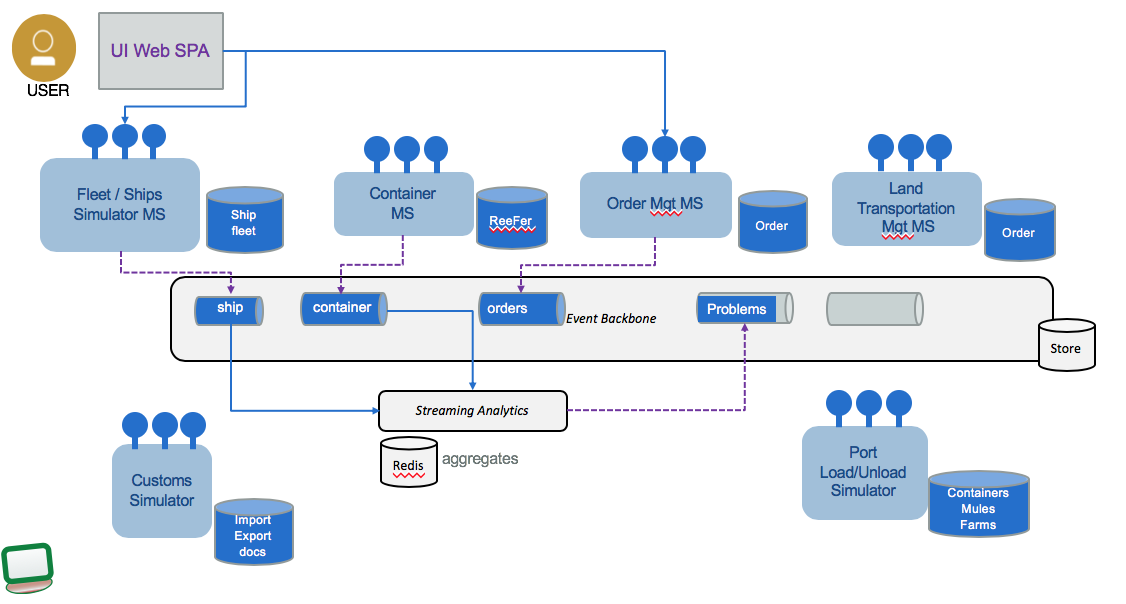 UI Web SPA
USER
Fleet / Ships
Simulator MS
Ship
fleet
Container
MS
ReeFer
Order Mgt MS
Order
Land
Transportation
Mgt MS
Order
ship
container
orders
Event Backbone
Problems
Store
Streaming Analytics
Redis
aggregates
Customs
Simulator
Import
Export
docs
Port
Load/Unload
Simulator
Containers
Mules
Farms